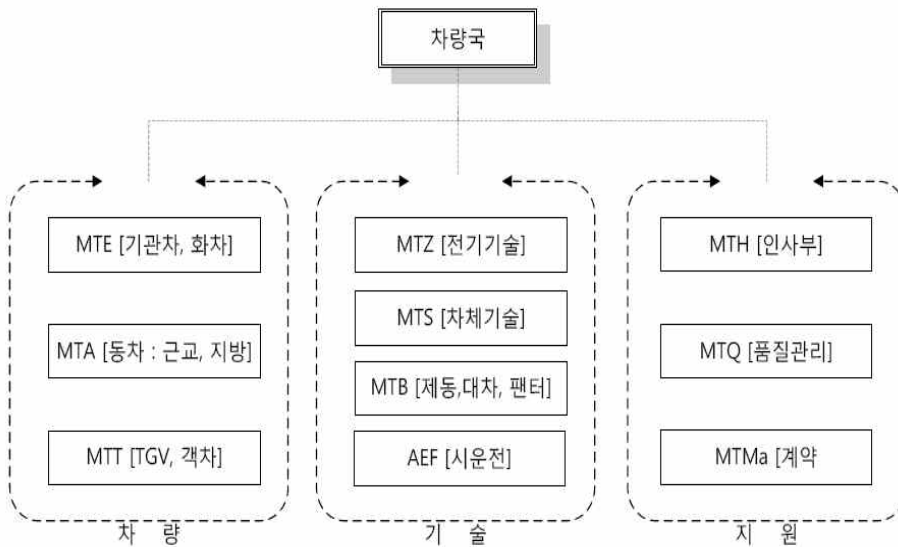 차량국
MTE [기관차, 화차]
MTA [동차 : 근교, 지방]
MTT [TGV, 객차]
차 량
MTZ [전기기술]
MTS [차체기술]
MTB [제동,대차, 팬터]
AEF [시운전]
기 술
MTH [인사부]
MTQ [품질관리]
MTMa [계약
지 원